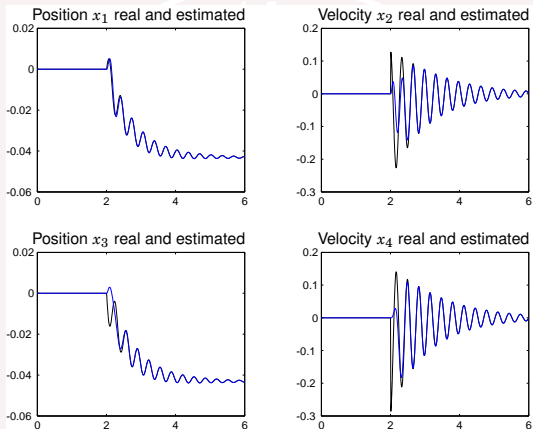 Position x₁ real and estimated
0.02
0
-0.02
-0.04
-0.06
0 2 4 6
Velocity x₂ real and estimated
0.2
0.1
0
-0.1
-0.2
-0.3
0 2 4 6
Position x₃ real and estimated
0.02
0
-0.02
-0.04
-0.06
0 2 4 6
Velocity x₄ real and estimated
0.2
0.1
0
-0.1
-0.2
-0.3
0 2 4 6